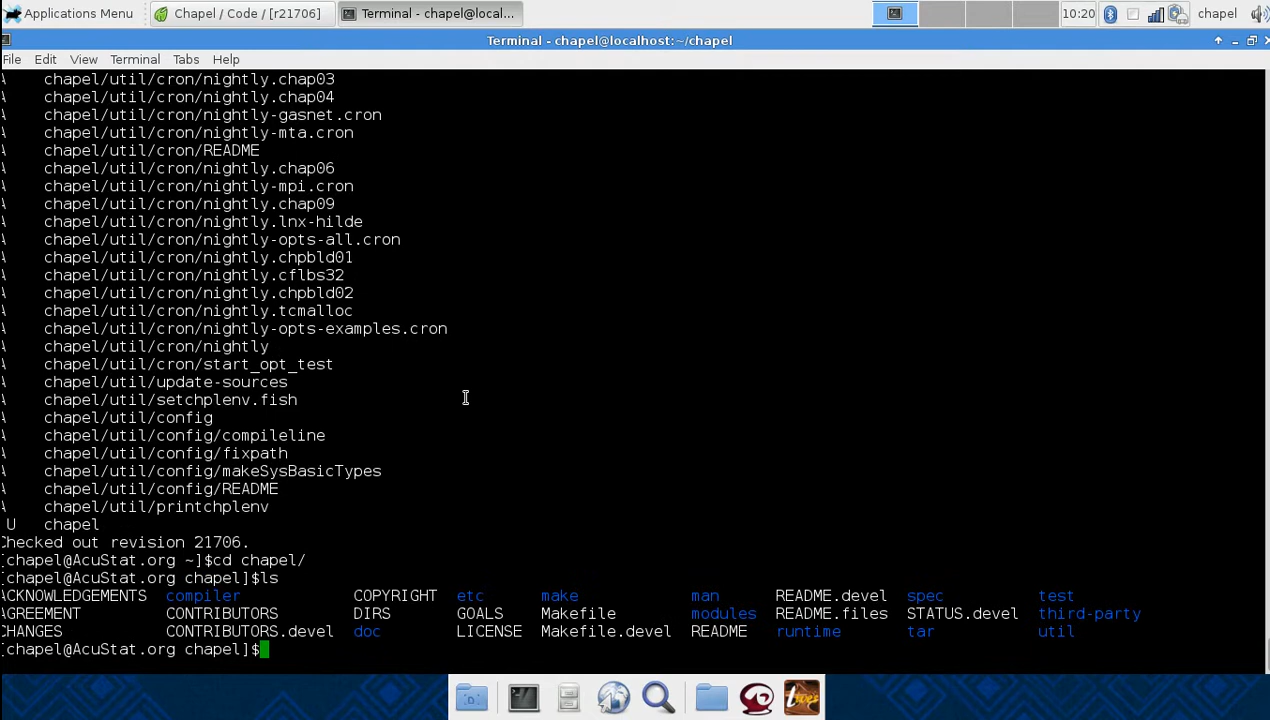 Applications Menu
Chapel / Code / [r21706]
Terminal - chapel@local...
10:20
chapel
Terminal - chapel@localhost:~/chapel
File Edit View Terminal Tabs Help
A chapel/util/cron/nightly.chap03
A chapel/util/cron/nightly.chap04
A chapel/util/cron/nightly-gasnet.cron
A chapel/util/cron/nightly-mta.cron
A chapel/util/cron/README
A chapel/util/cron/nightly.chap06
A chapel/util/cron/nightly-mpi.cron
A chapel/util/cron/nightly.chap09
A chapel/util/cron/nightly.lnx-hilde
A chapel/util/cron/nightly-opts-all.cron
A chapel/util/cron/nightly.chpbld01
A chapel/util/cron/nightly.cflbs32
A chapel/util/cron/nightly.chpbld02
A chapel/util/cron/nightly.tcmalloc
A chapel/util/cron/nightly-opts-examples.cron
A chapel/util/cron/nightly
A chapel/util/cron/start_opt_test
A chapel/util/update-sources
A chapel/util/setchplenv.fish
A chapel/util/config
A chapel/util/config/compileline
A chapel/util/config/fixpath
A chapel/util/config/makeSysBasicTypes
A chapel/util/config/README
A chapel/util/printchplenv
U chapel
Checked out revision 21706.
[chapel@AcuStat.org ~]$cd chapel/
[chapel@AcuStat.org chapel]$ls
ACKNOWLEDGEMENTS compiler COPYRIGHT etc make man README.devel spec test
AGREEMENT CONTRIBUTORS DIRS GOALS Makefile modules README.files STATUS.devel third-party
CHANGES CONTRIBUTORS.devel doc LICENSE Makefile.devel README runtime tar util
[chapel@AcuStat.org chapel]$